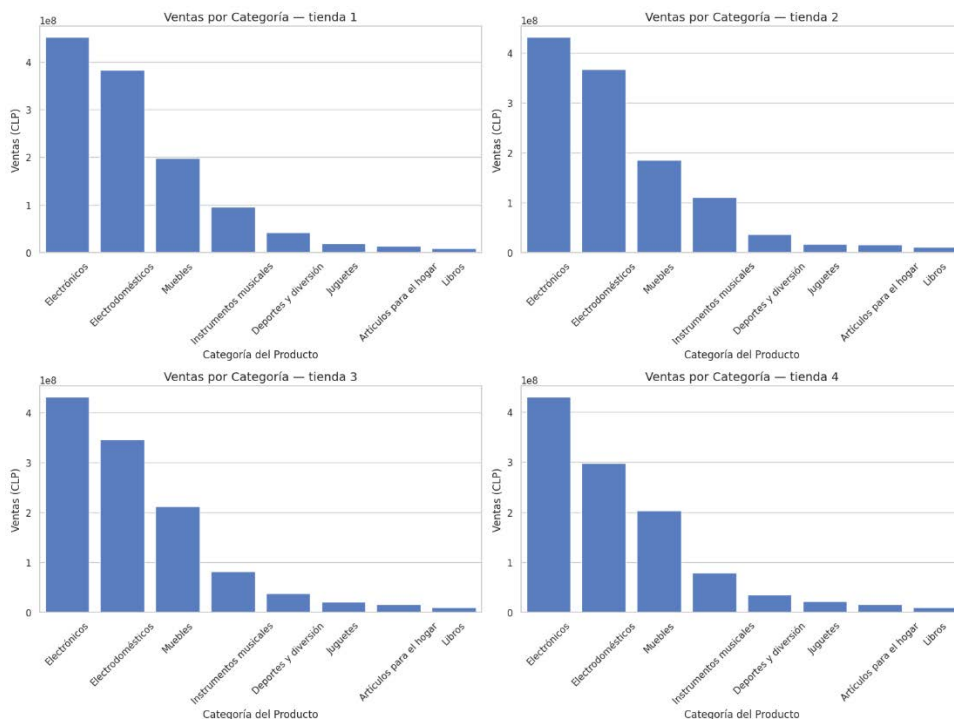 Ventas por Categoría — tienda 1
1e8
Ventas (CLP)
4
3
2
1
0
Electrónicos
Electrodomésticos
Muebles
Instrumentos musicales
Deportes y diversión
Juguetes
Artículos para el hogar
Libros
Categoría del Producto
Ventas por Categoría — tienda 2
1e8
Ventas (CLP)
4
3
2
1
0
Electrónicos
Electrodomésticos
Muebles
Instrumentos musicales
Deportes y diversión
Juguetes
Artículos para el hogar
Libros
Categoría del Producto
Ventas por Categoría — tienda 3
1e8
Ventas (CLP)
4
3
2
1
0
Electrónicos
Electrodomésticos
Muebles
Instrumentos musicales
Deportes y diversión
Juguetes
Artículos para el hogar
Libros
Categoría del Producto
Ventas por Categoría — tienda 4
1e8
Ventas (CLP)
4
3
2
1
0
Electrónicos
Electrodomésticos
Muebles
Instrumentos musicales
Deportes y diversión
Juguetes
Artículos para el hogar
Libros
Categoría del Producto